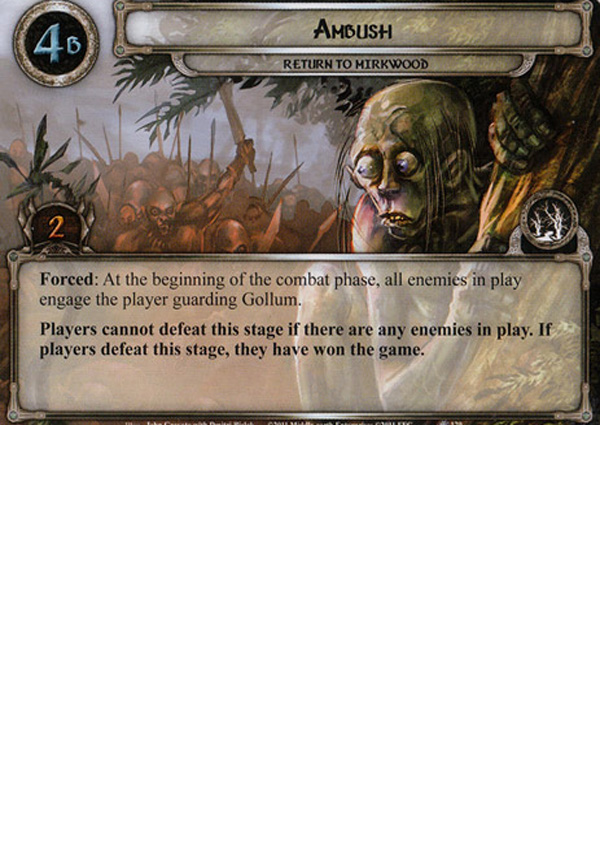 4B
AMBUSH
RETURN TO MIRKWOOD
2
Forced: At the beginning of the combat phase, all enemies in play
engage the player guarding Gollum.
Players cannot defeat this stage if there are any enemies in play. If
players defeat this stage, they have won the game.